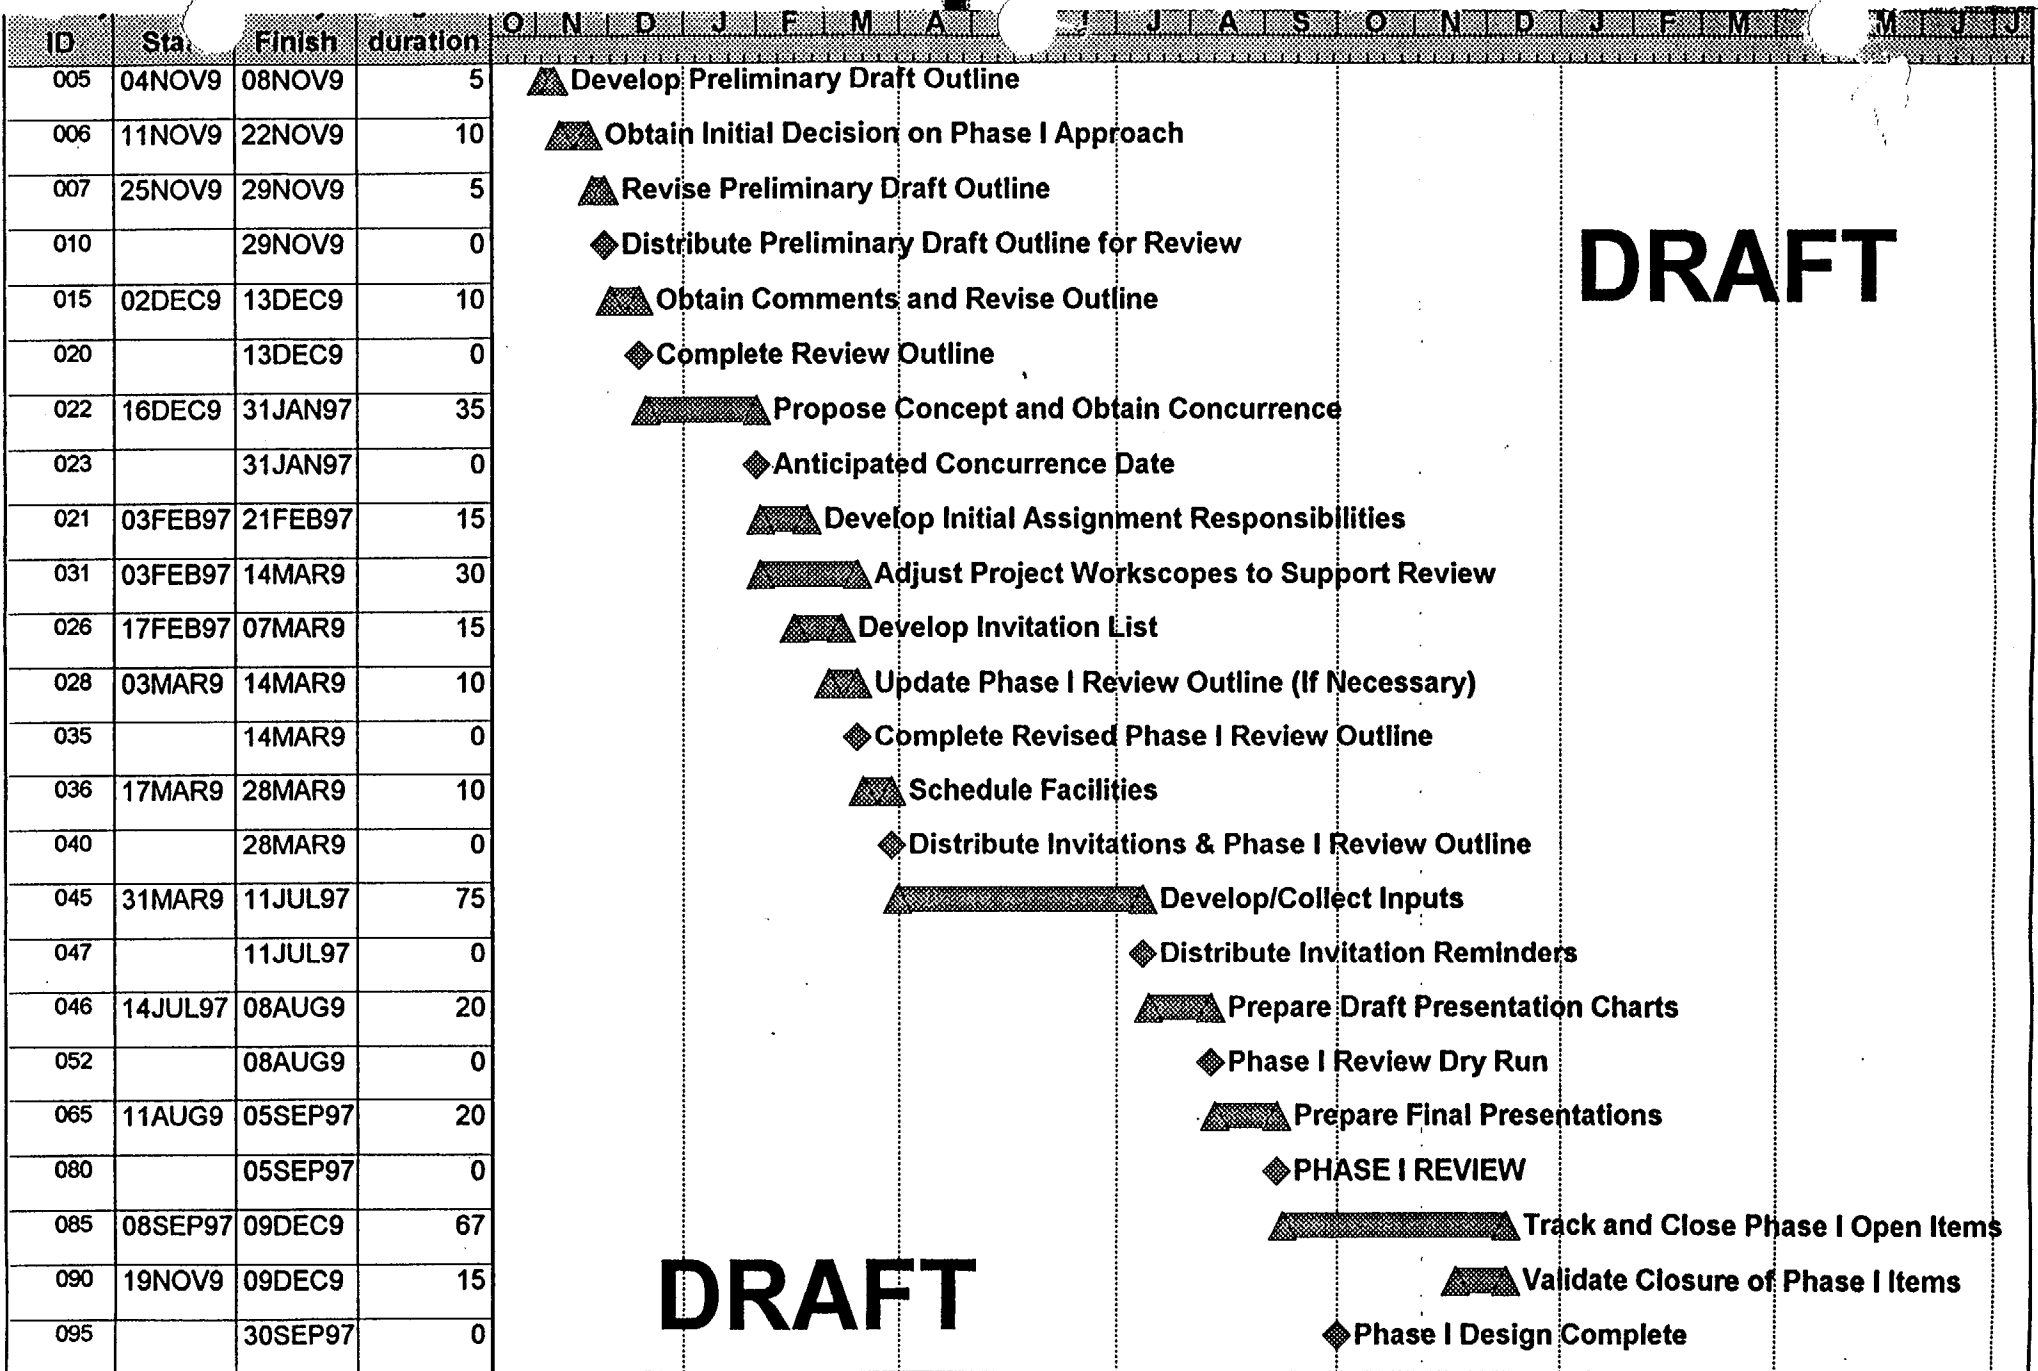 ID Finish duration O N D J F M A J A S O N D J F M M J J
005 04NOV9 08NOV9 5 Develop Preliminary Draft Outline
006 11NOV9 22NOV9 10 Obtain Initial Decision on Phase I Approach
007 25NOV9 29NOV9 5 Revise Preliminary Draft Outline
010 29NOV9 0 Distribute Preliminary Draft Outline for Review
DRAFT
015 02DEC9 13DEC9 10 Obtain Comments and Revise Outline
020 13DEC9 0 Complete Review Outline
022 16DEC9 31JAN97 35 Propose Concept and Obtain Concurrence
023 31JAN97 0 Anticipated Concurrence Date
021 03FEB97 21FEB97 15 Develop Initial Assignment Responsibilities
031 03FEB97 14MAR9 30 Adjust Project Workscopes to Support Review
026 17FEB97 07MAR9 15 Develop Invitation List
028 03MAR9 14MAR9 10 Update Phase I Review Outline (If Necessary)
035 14MAR9 0 Complete Revised Phase I Review Outline
036 17MAR9 28MAR9 10 Schedule Facilities
040 28MAR9 0 Distribute Invitations & Phase I Review Outline
045 31MAR9 11JUL97 75 Develop/Collect Inputs
047 11JUL97 0 Distribute Invitation Reminders
046 14JUL97 08AUG9 20 Prepare Draft Presentation Charts
052 08AUG9 0 Phase I Review Dry Run
065 11AUG9 05SEP97 20 Prepare Final Presentations
080 05SEP97 0 PHASE I REVIEW
085 08SEP97 09DEC9 67 Track and Close Phase I Open Items
090 19NOV9 09DEC9 15 Validate Closure of Phase I Items
DRAFT
095 30SEP97 0 Phase I Design Complete